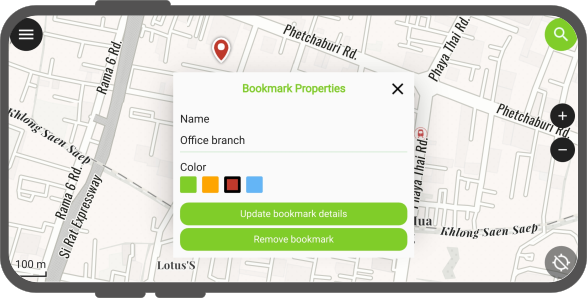 Phetchaburi Rd.
Rama 6 Rd.
Phaya Thai Rd.
Phetchaburi Rd.
Khlong Saen Saep
Bookmark Properties
Name
Office branch
Color
Update bookmark details
Remove bookmark
Phaya Thai Rd.
Rama 6 Rd.
Si Rat Expressway
Hua
Khlong Saen Saep
Lotus'S
100 m